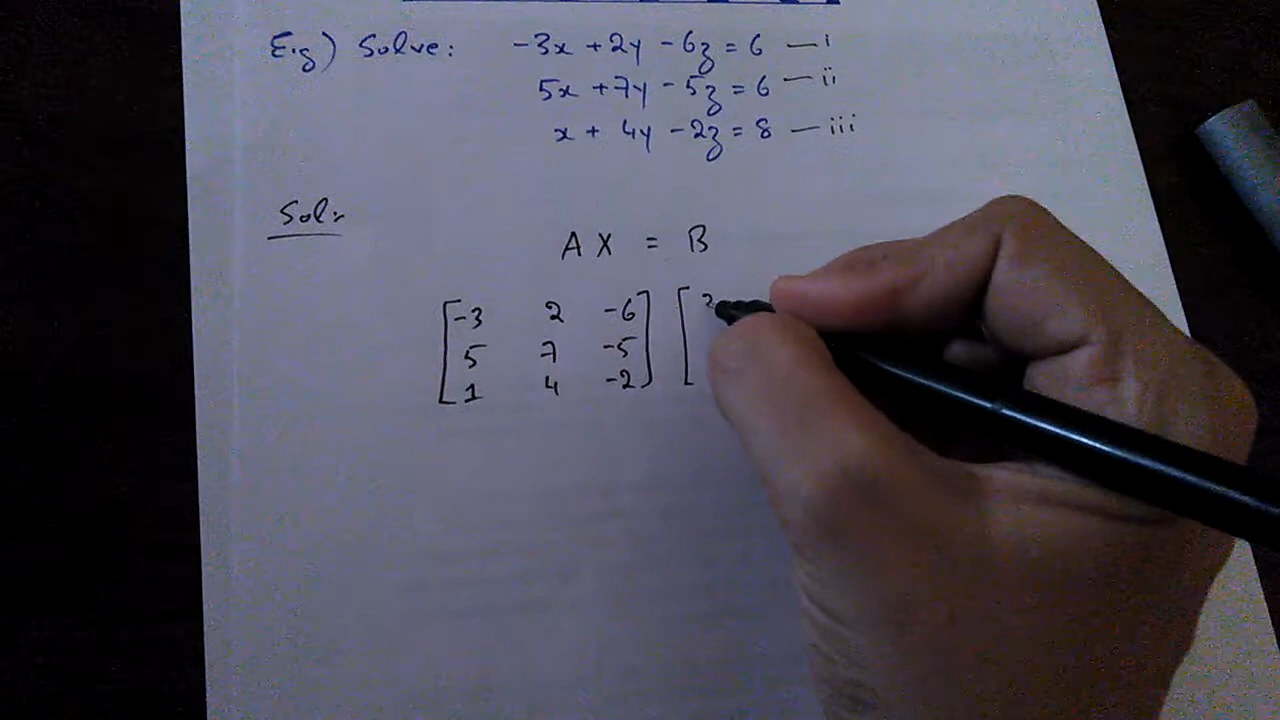 E.g) Solve: -3x + 2y - 6z = 6 — i
5x + 7y - 5z = 6 — ii
x + 4y - 2z = 8 — iii
Sol:-
A X = B
[-3 2 -6] [
5 7 -5
1 4 -2